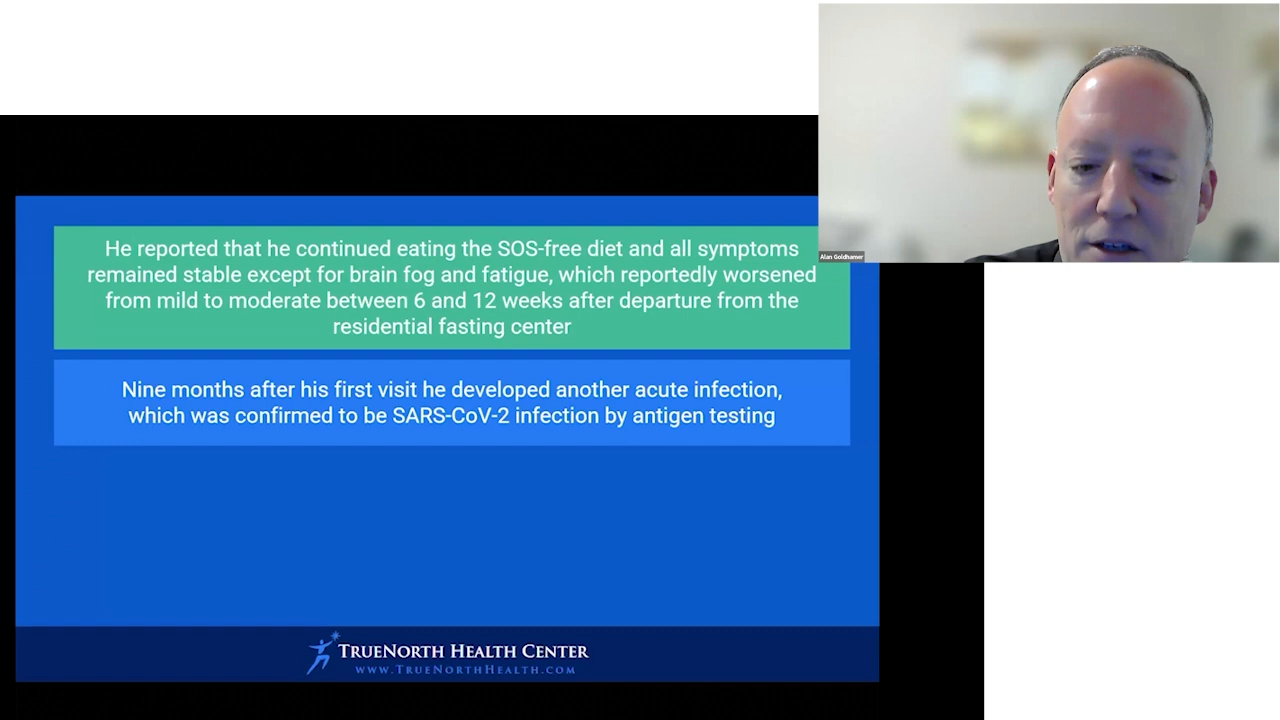 He reported that he continued eating the SOS-free diet and all symptoms
remained stable except for brain fog and fatigue, which reportedly worsened
from mild to moderate between 6 and 12 weeks after departure from the
residential fasting center
Nine months after his first visit he developed another acute infection,
which was confirmed to be SARS-CoV-2 infection by antigen testing
Alan Goldhamer
TRUENORTH HEALTH CENTER
WWW.TRUENORTHHEALTH.COM